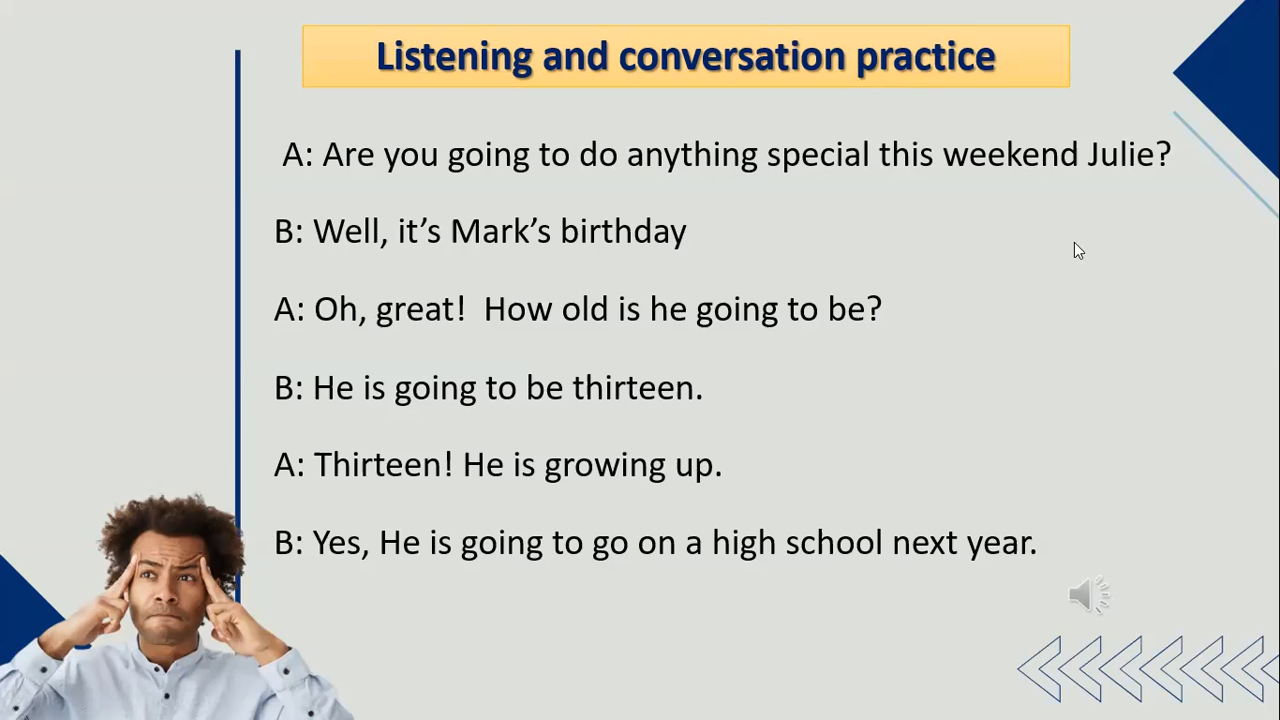 Listening and conversation practice
A: Are you going to do anything special this weekend Julie?
B: Well, it’s Mark’s birthday
A: Oh, great!  How old is he going to be?
B: He is going to be thirteen.
A: Thirteen! He is growing up.
B: Yes, He is going to go on a high school next year.